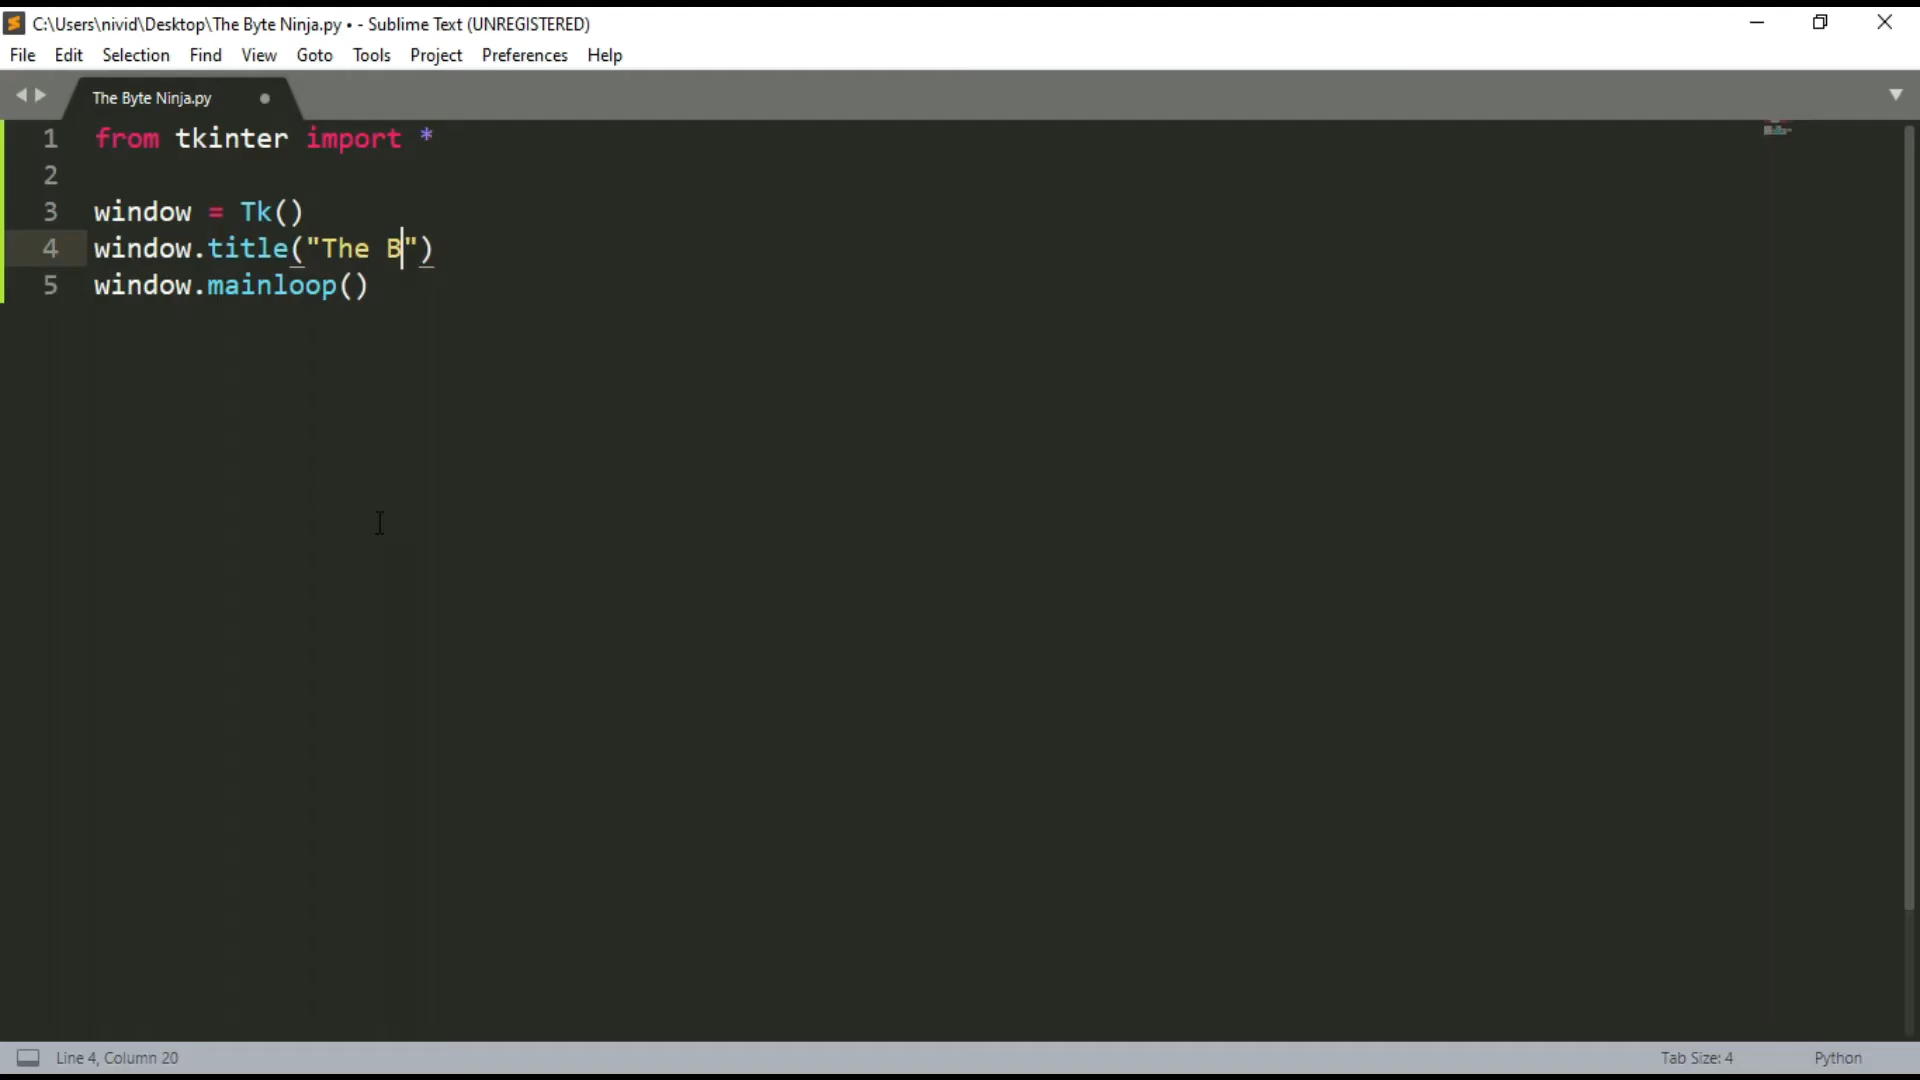 C:\Users\nivid\Desktop\The Byte Ninja.py • - Sublime Text (UNREGISTERED)
File Edit Selection Find View Goto Tools Project Preferences Help
The Byte Ninja.py
1 from tkinter import *
2
3 window = Tk()
4 window.title("The B")
5 window.mainloop()
Line 4, Column 20 Tab Size: 4 Python